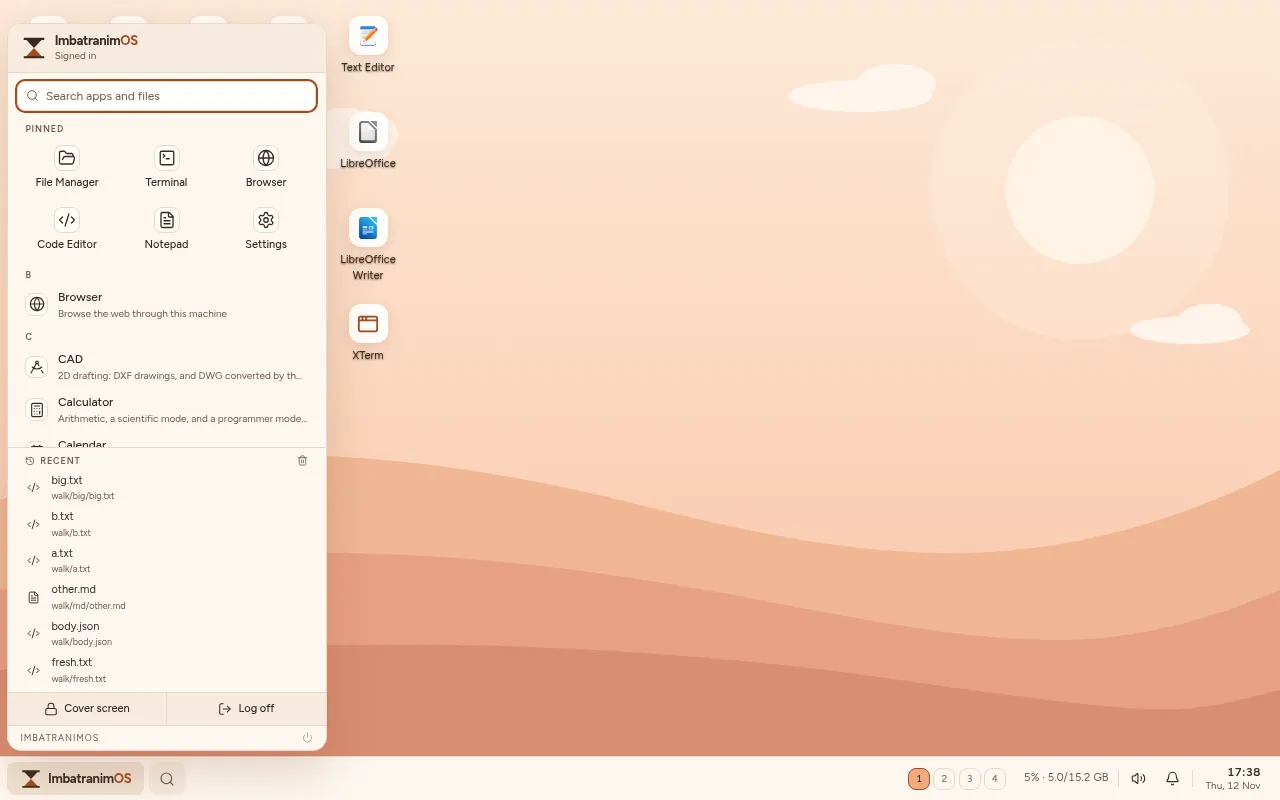 ImbatranimOS
Signed in
Search apps and files
PINNED
File Manager
Terminal
Browser
Code Editor
Notepad
Settings
B
Browser
Browse the web through this machine
C
CAD
2D drafting: DXF drawings, and DWG converted by th...
Calculator
Arithmetic, a scientific mode, and a programmer mode...
Calendar
RECENT
big.txt
walk/big/big.txt
b.txt
walk/b.txt
a.txt
walk/a.txt
other.md
walk/md/other.md
body.json
walk/body.json
fresh.txt
walk/fresh.txt
Cover screen
Log off
IMBATRANIMOS
Text Editor
LibreOffice
LibreOffice
Writer
XTerm
ImbatranimOS
1
2
3
4
5% · 5.0/15.2 GB
17:38
Thu, 12 Nov